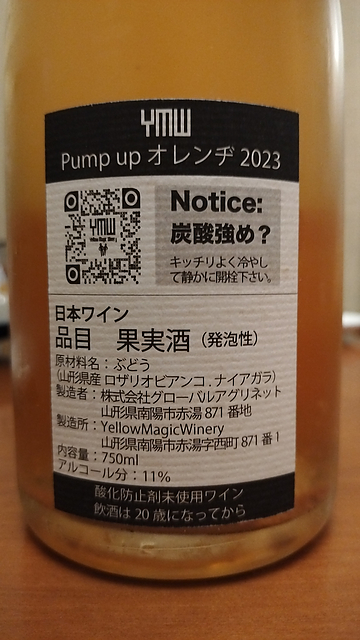 YMW
Pump up オレンヂ 2023
YMW
Notice:
炭酸強め？
キッチリよく冷やし
て静かに開栓下さい。
日本ワイン
品目 果実酒（発泡性）
原材料名：ぶどう
（山形県産 ロザリオビアンコ、ナイアガラ）
製造者：株式会社グローバルアグリネット
山形県南陽市赤湯 871 番地
製造所：YellowMagicWinery
山形県南陽市赤湯字西町 871 番 1
内容量：750ml
アルコール分：11%
酸化防止剤未使用ワイン
飲酒は 20 歳になってから